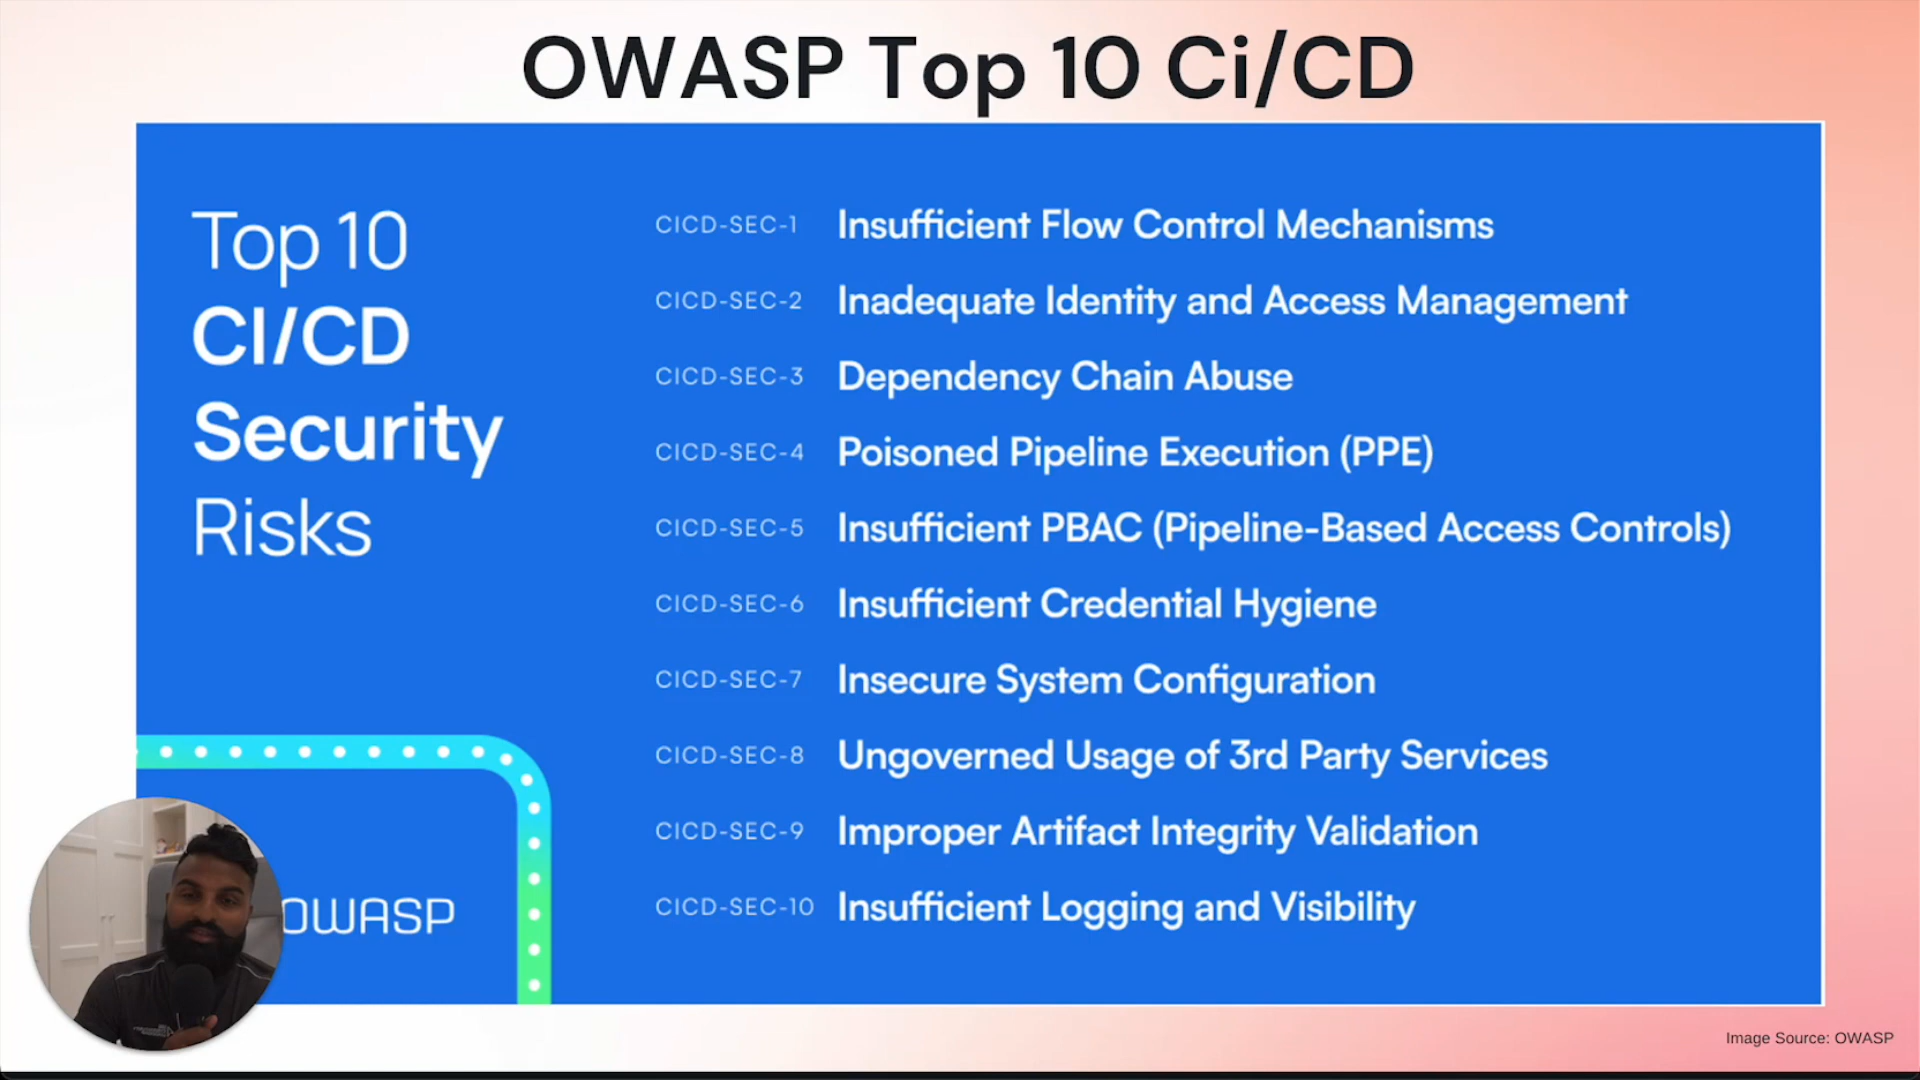 OWASP Top 10 Ci/CD
Top 10
CI/CD
Security
Risks
CICD-SEC-1 Insufficient Flow Control Mechanisms
CICD-SEC-2 Inadequate Identity and Access Management
CICD-SEC-3 Dependency Chain Abuse
CICD-SEC-4 Poisoned Pipeline Execution (PPE)
CICD-SEC-5 Insufficient PBAC (Pipeline-Based Access Controls)
CICD-SEC-6 Insufficient Credential Hygiene
CICD-SEC-7 Insecure System Configuration
CICD-SEC-8 Ungoverned Usage of 3rd Party Services
CICD-SEC-9 Improper Artifact Integrity Validation
CICD-SEC-10 Insufficient Logging and Visibility
OWASP
Image Source: OWASP